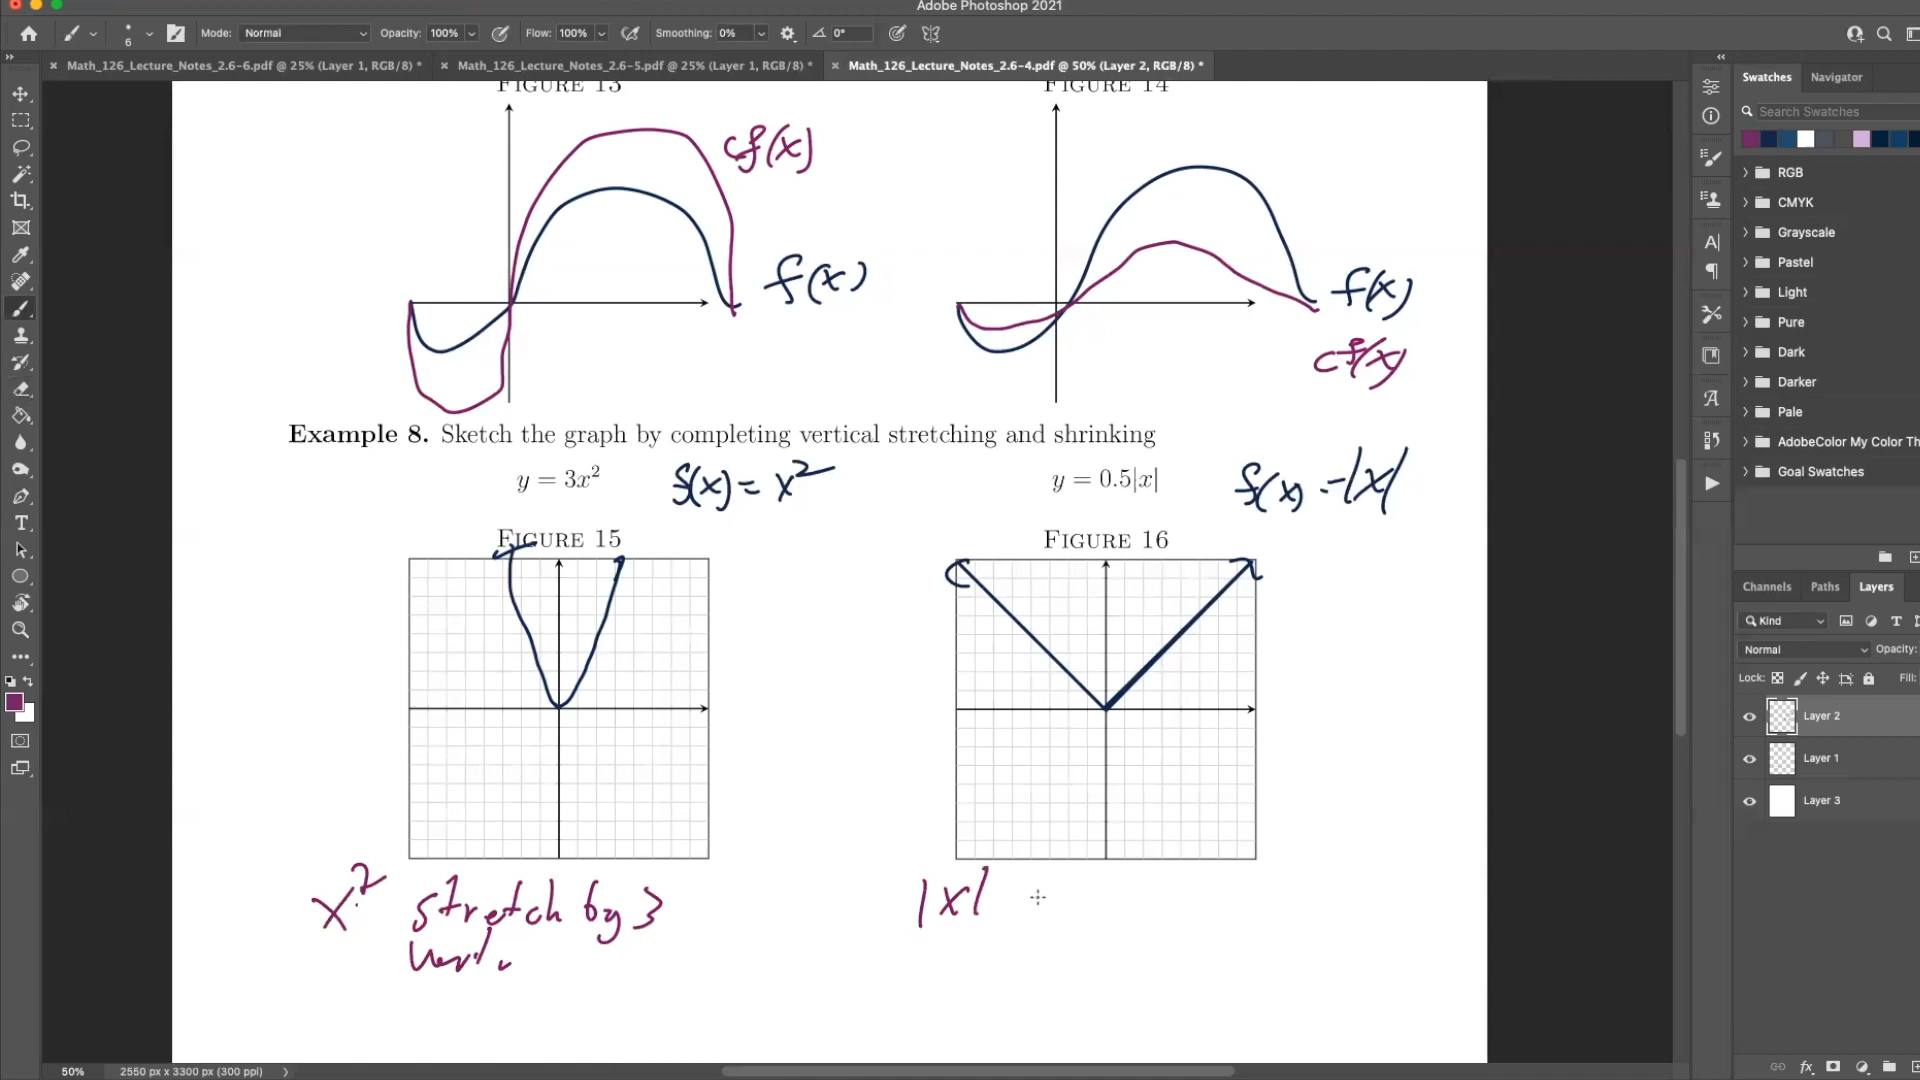 Adobe Photoshop 2021
6
Mode: Normal
Opacity: 100%
Flow: 100%
Smoothing: 0%
0°
Math_126_Lecture_Notes_2.6-6.pdf @ 25% (Layer 1, RGB/8) *
Math_126_Lecture_Notes_2.6-5.pdf @ 25% (Layer 1, RGB/8) *
Math_126_Lecture_Notes_2.6-4.pdf @ 50% (Layer 2, RGB/8) *
FIGURE 13
FIGURE 14
cf(x)
f(x)
f(x)
cf(x)
Example 8. Sketch the graph by completing vertical stretching and shrinking
y = 3x²
f(x) = x²
y = 0.5|x|
f(x) = |x|
FIGURE 15
FIGURE 16
x² stretch by 3
vert.
|x|
50%
2550 px x 3300 px (300 ppi)
Swatches
Navigator
Search Swatches
RGB
CMYK
Grayscale
Pastel
Light
Pure
Dark
Darker
Pale
AdobeColor My Color Th
Goal Swatches
Channels
Paths
Layers
Kind
Normal
Opacity:
Lock:
Fill:
Layer 2
Layer 1
Layer 3
fx